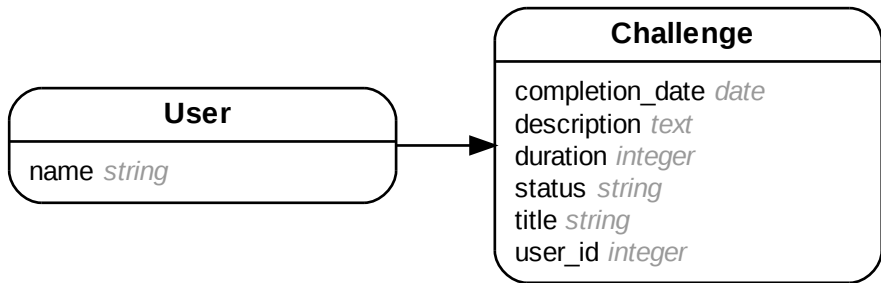 User
name string
Challenge
completion_date date
description text
duration integer
status string
title string
user_id integer